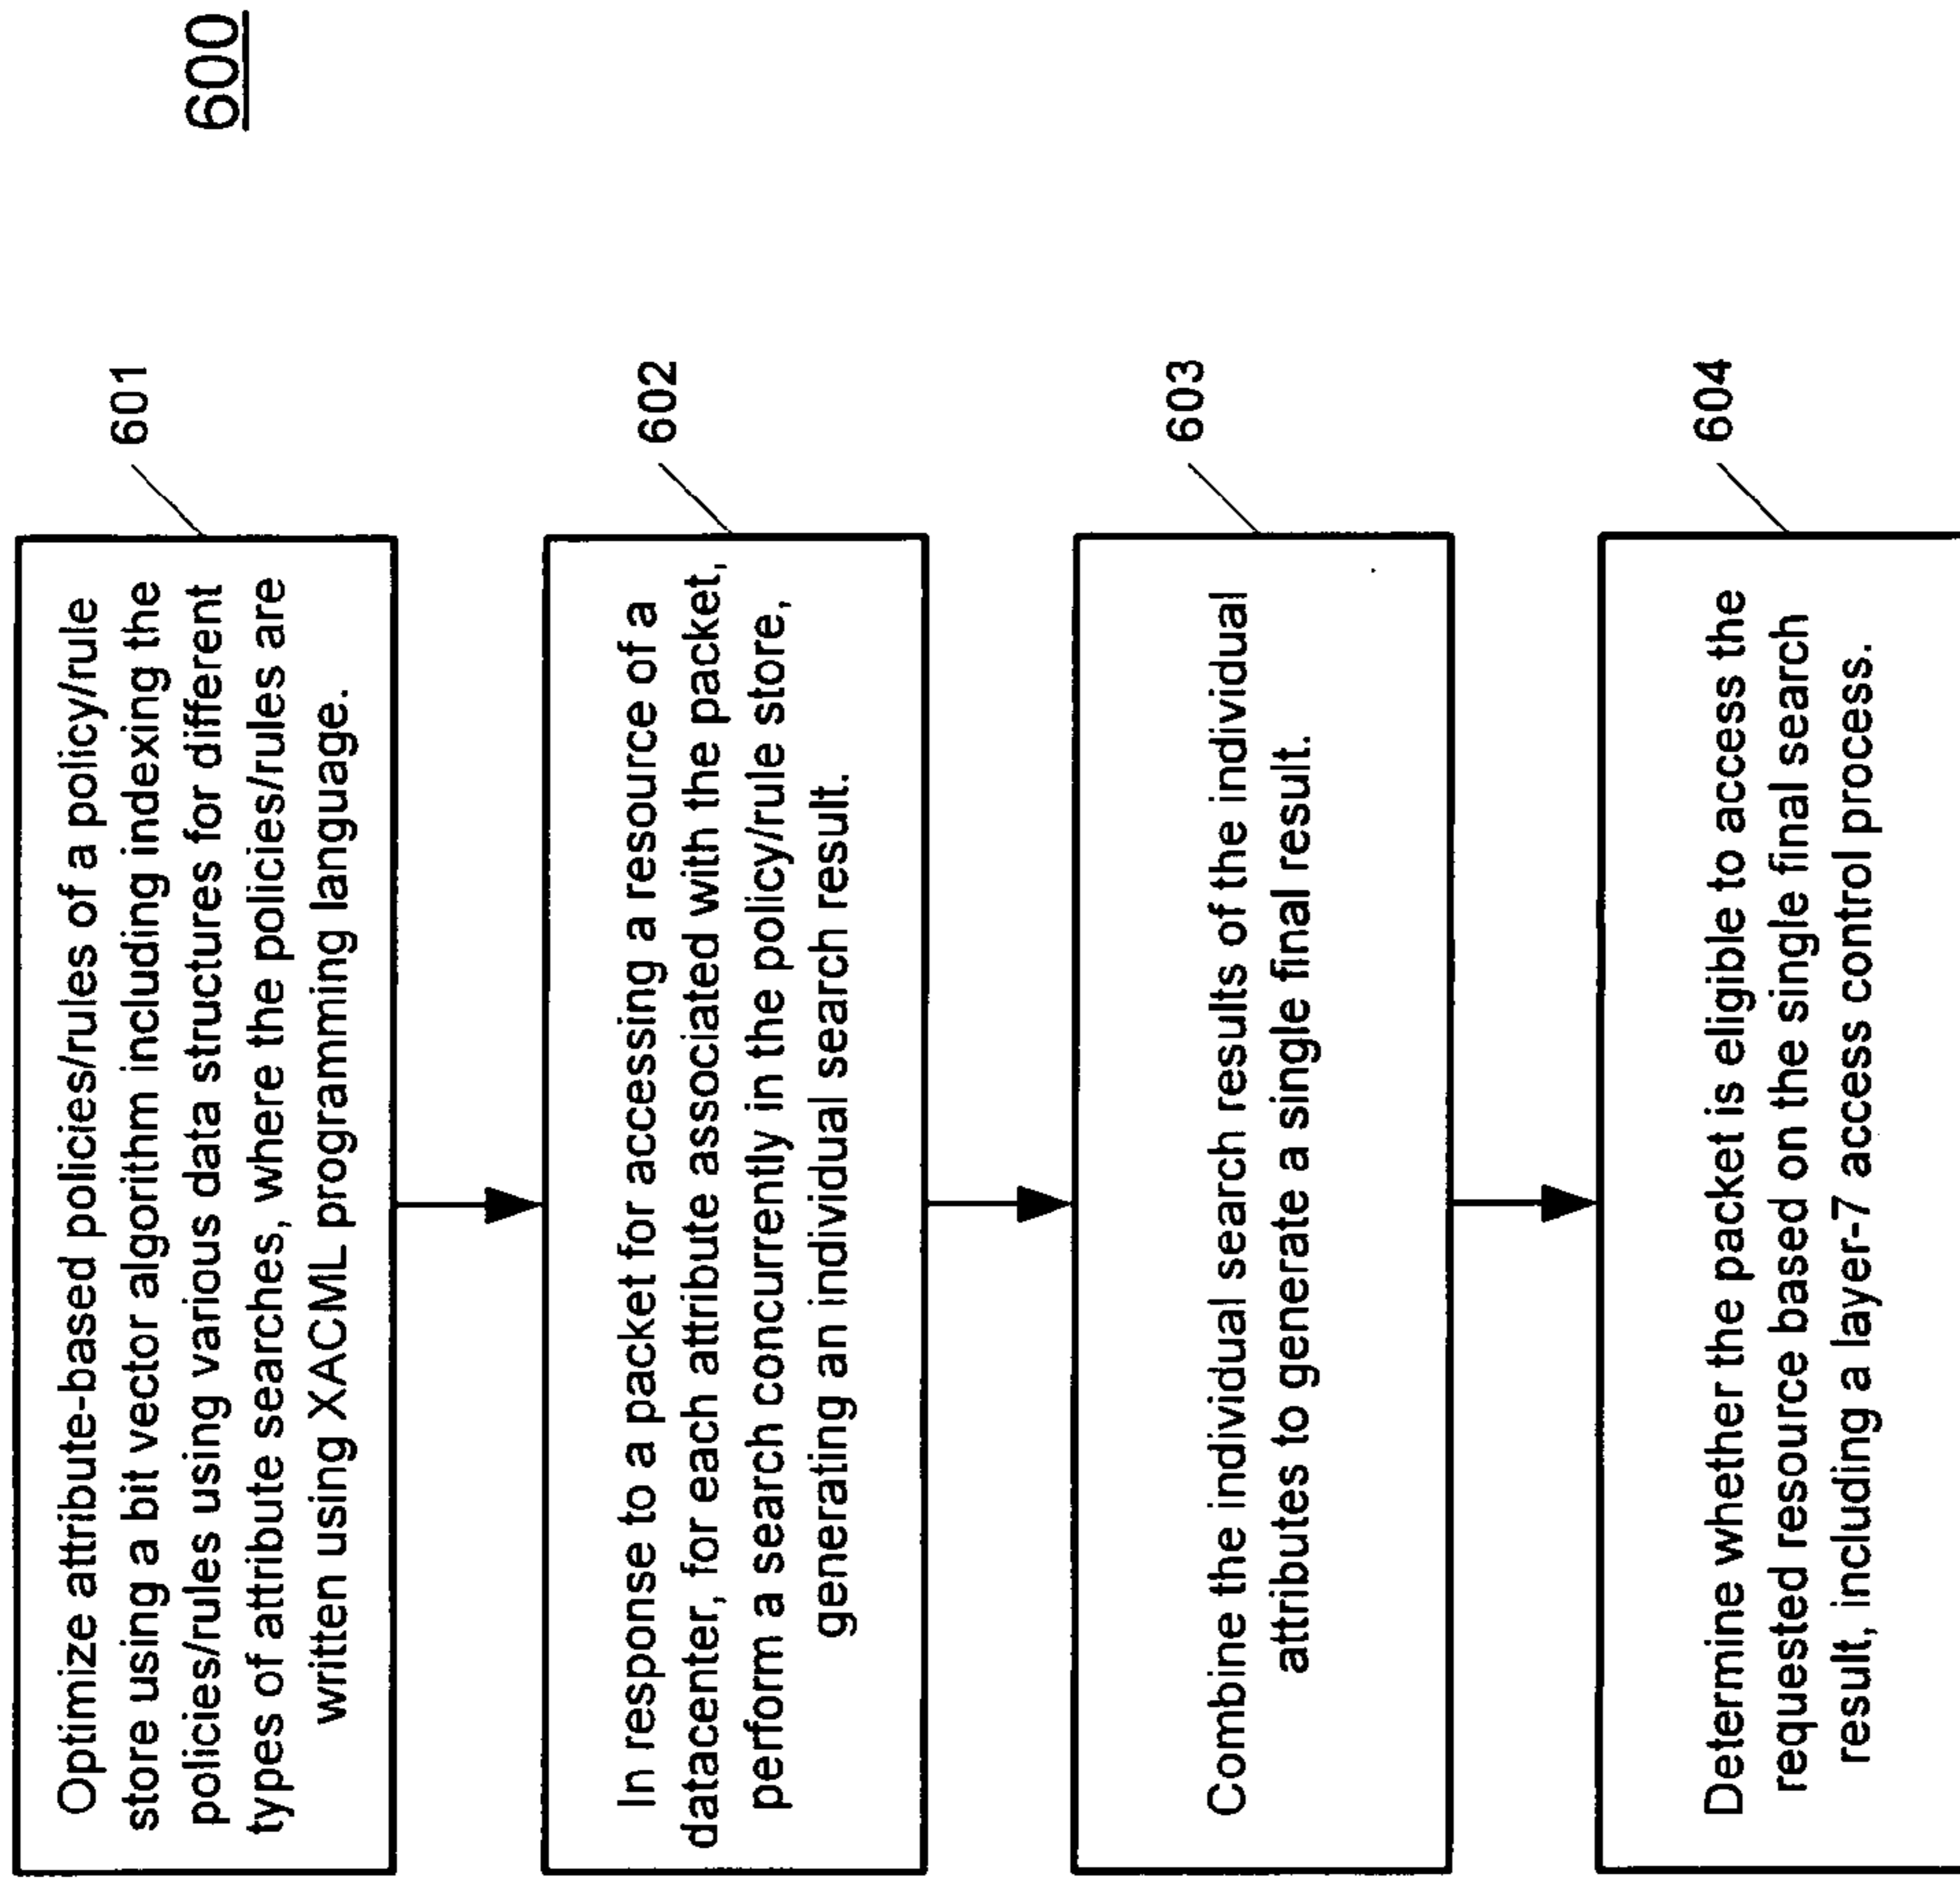 600
Optimize attribute-based policies/rules of a policy/rule
store using a bit vector algorithm including indexing the
policies/rules using various data structures for different
types of attribute searches, where the policies/rules are
written using XACML programming language.
601
In response to a packet for accessing a resource of a
datacenter, for each attribute associated with the packet,
perform a search concurrently in the policy/rule store,
generating an individual search result.
602
Combine the individual search results of the individual
attributes to generate a single final result.
603
Determine whether the packet is eligible to access the
requested resource based on the single final search
result, including a layer-7 access control process.
604